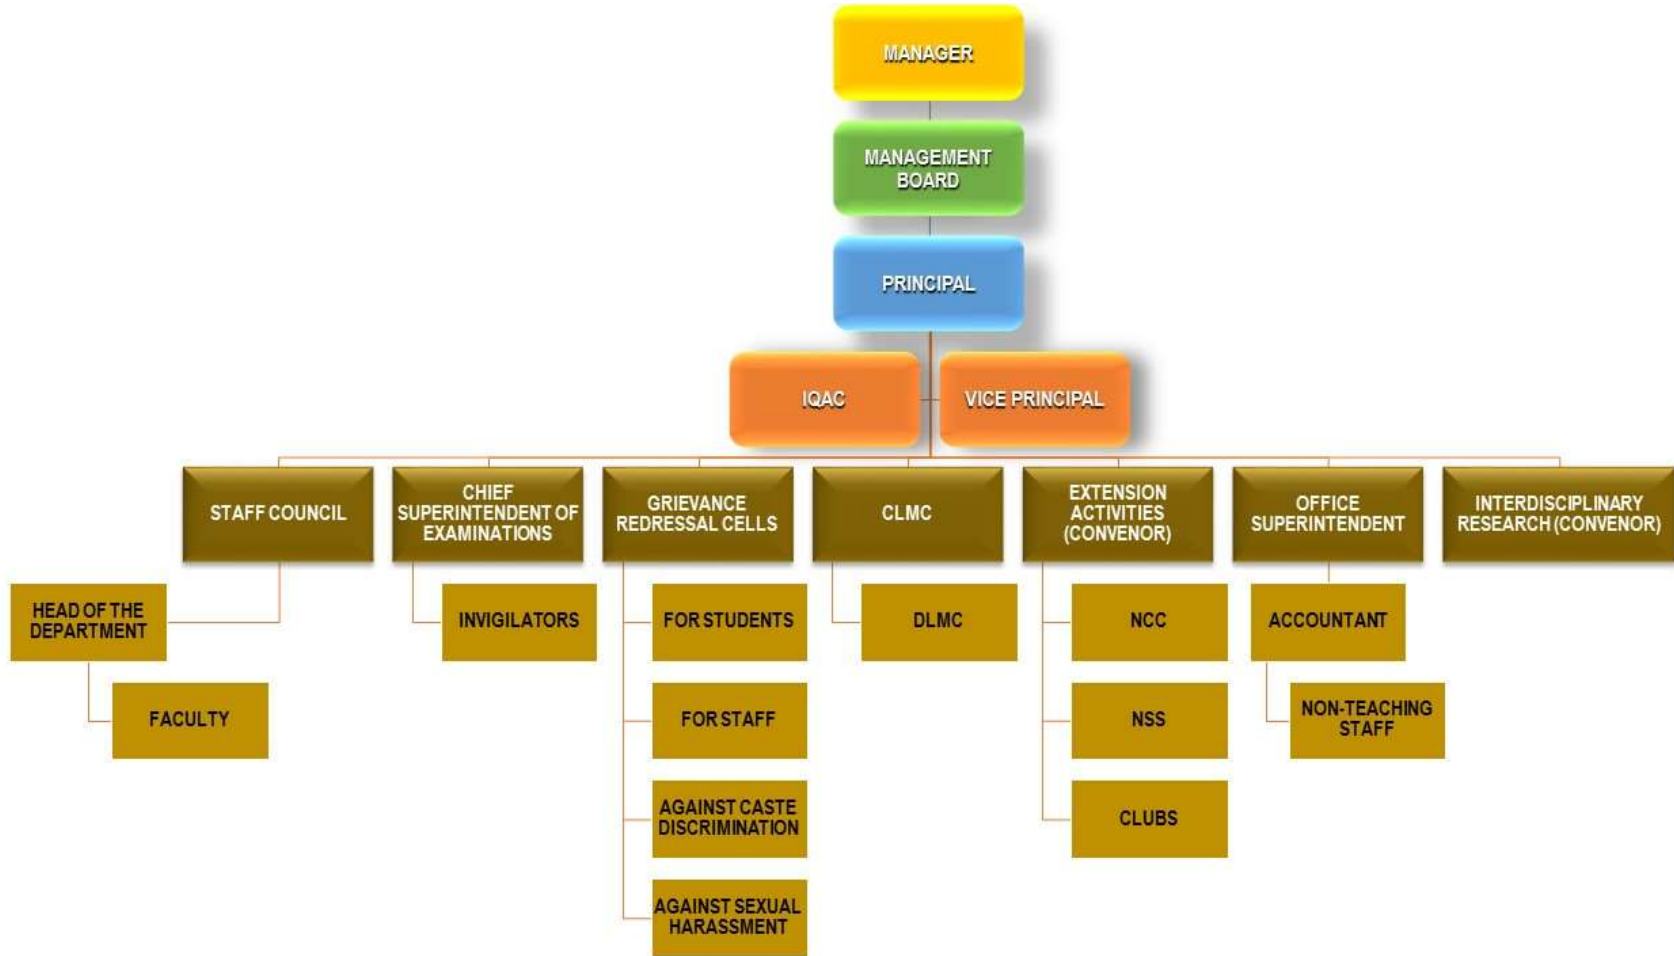 MANAGER
MANAGEMENT
BOARD
PRINCIPAL
IQAC
VICE PRINCIPAL
STAFF COUNCIL
CHIEF
SUPERINTENDENT OF
EXAMINATIONS
GRIEVANCE
REDRESSAL CELLS
CLMC
EXTENSION
ACTIVITIES
(CONVENOR)
OFFICE
SUPERINTENDENT
INTERDISCIPLINARY
RESEARCH (CONVENOR)
HEAD OF THE
DEPARTMENT
INVIGILATORS
FOR STUDENTS
DLMC
NCC
ACCOUNTANT
FACULTY
FOR STAFF
NSS
NON-TEACHING
STAFF
AGAINST CASTE
DISCRIMINATION
CLUBS
AGAINST SEXUAL
HARASSMENT